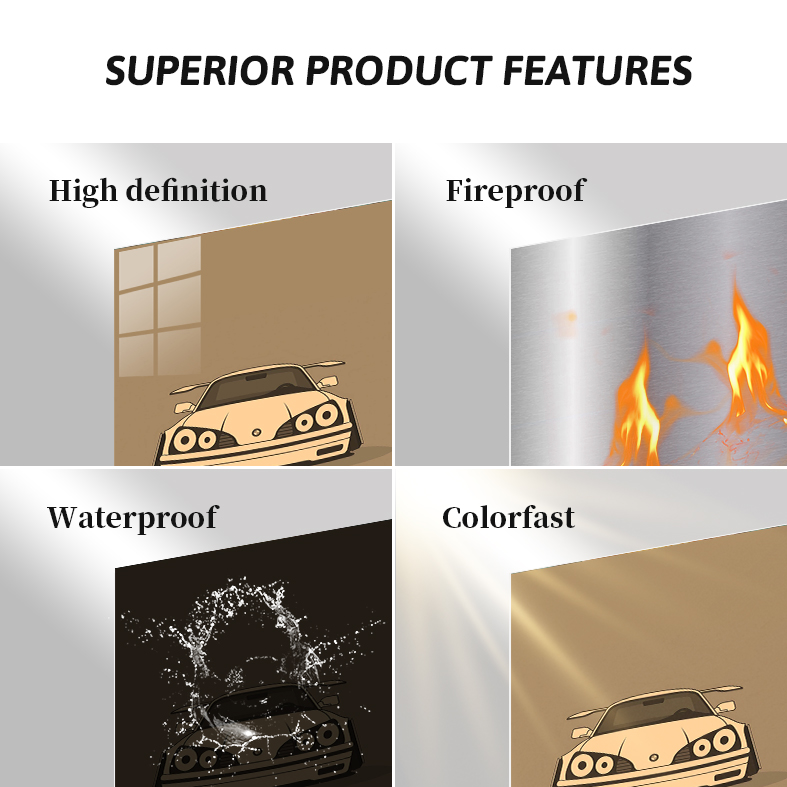 SUPERIOR PRODUCT FEATURES
High definition
Fireproof
Waterproof
Colorfast